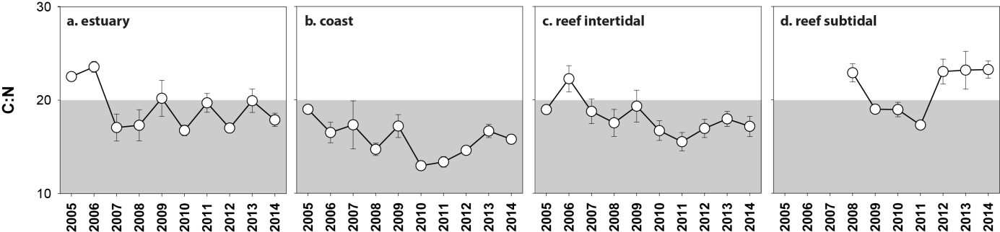 30
20
10
C:N
a. estuary
b. coast
c. reef intertidal
d. reef subtidal
2005 2006 2007 2008 2009 2010 2011 2012 2013 2014
2005 2006 2007 2008 2009 2010 2011 2012 2013 2014
2005 2006 2007 2008 2009 2010 2011 2012 2013 2014
2005 2006 2007 2008 2009 2010 2011 2012 2013 2014